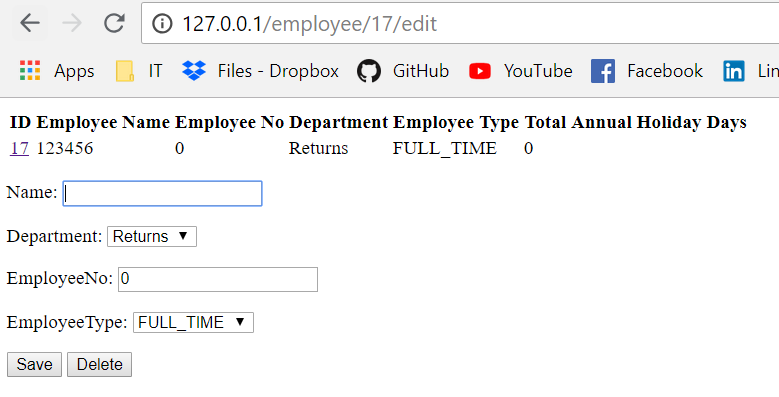 127.0.0.1/employee/17/edit
Apps IT Files - Dropbox GitHub YouTube Facebook Lin
ID Employee Name Employee No Department Employee Type Total Annual Holiday Days
17 123456 0 Returns FULL_TIME 0
Name:
Department: Returns
EmployeeNo: 0
EmployeeType: FULL_TIME
Save Delete